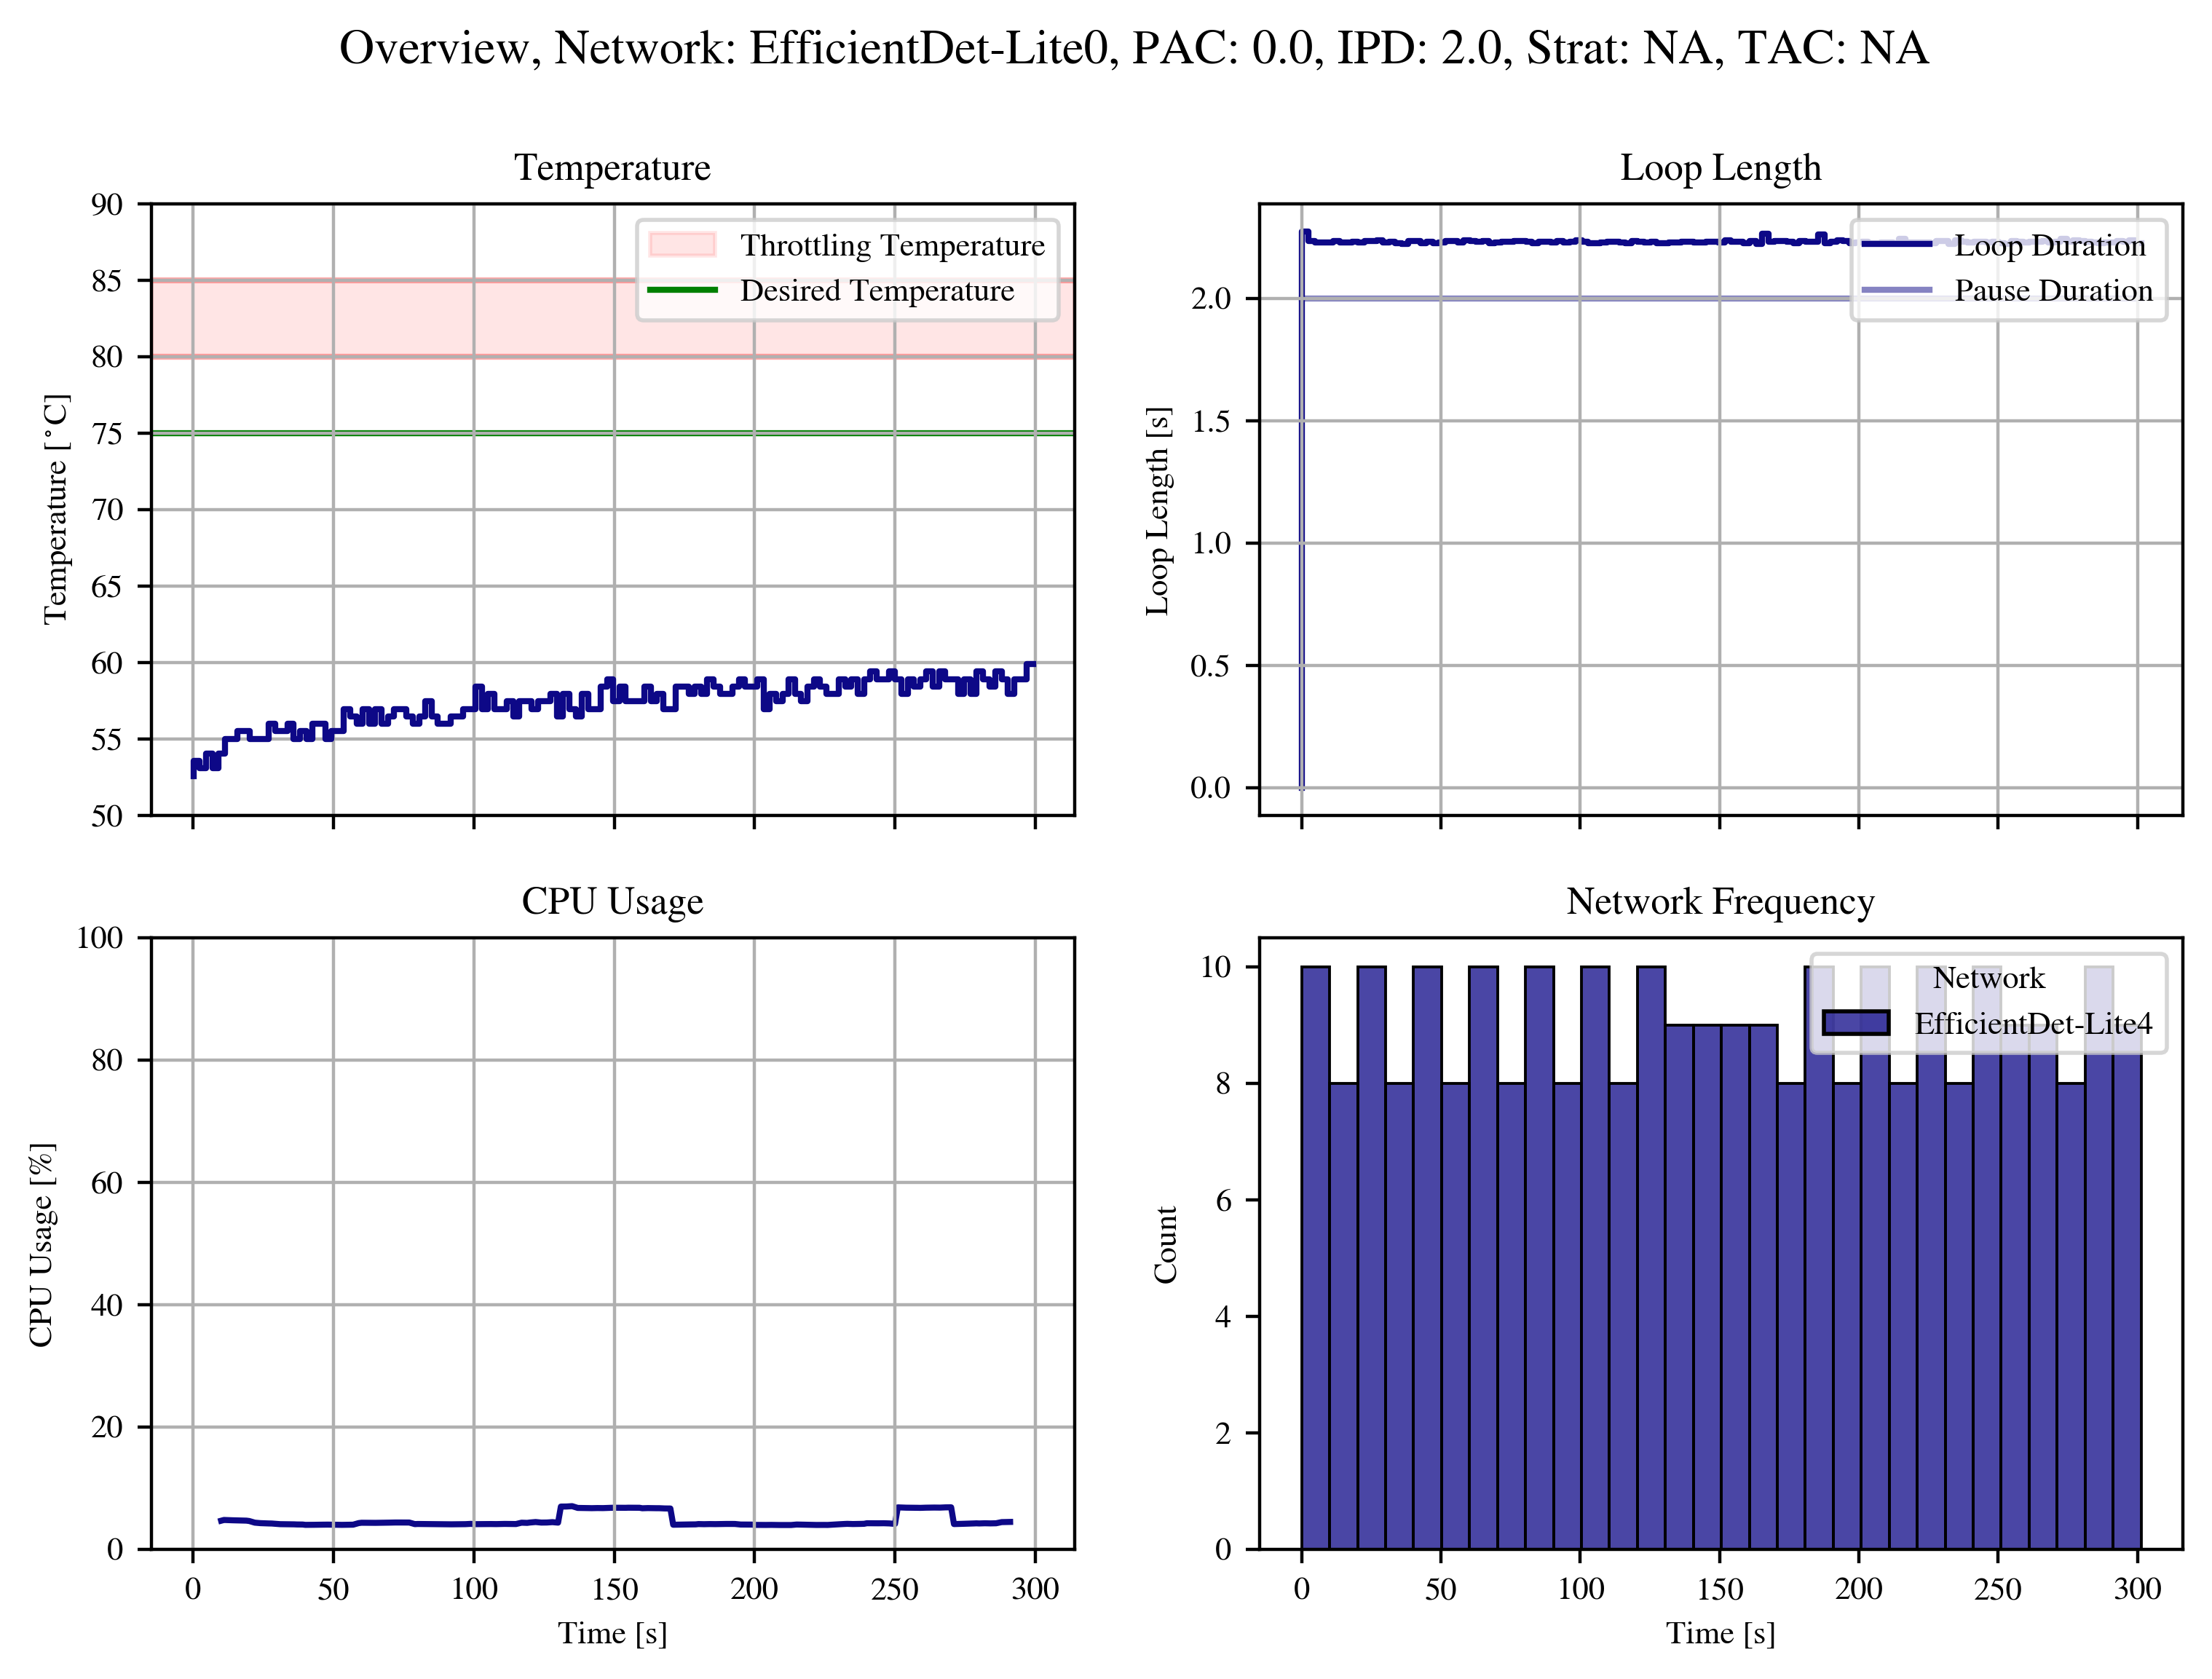 Overview, Network: EfficientDet-Lite0, PAC: 0.0, IPD: 2.0, Strat: NA, TAC: NA
Temperature
90
85
80
75
70
65
60
55
50
Temperature [°C]
Throttling Temperature
Desired Temperature
Loop Length
2.0
1.5
1.0
0.5
0.0
Loop Length [s]
Loop Duration
Pause Duration
CPU Usage
100
80
60
40
20
0
CPU Usage [%]
0 50 100 150 200 250 300
Time [s]
Network Frequency
10
8
6
4
2
0
Count
Network
EfficientDet-Lite4
0 50 100 150 200 250 300
Time [s]